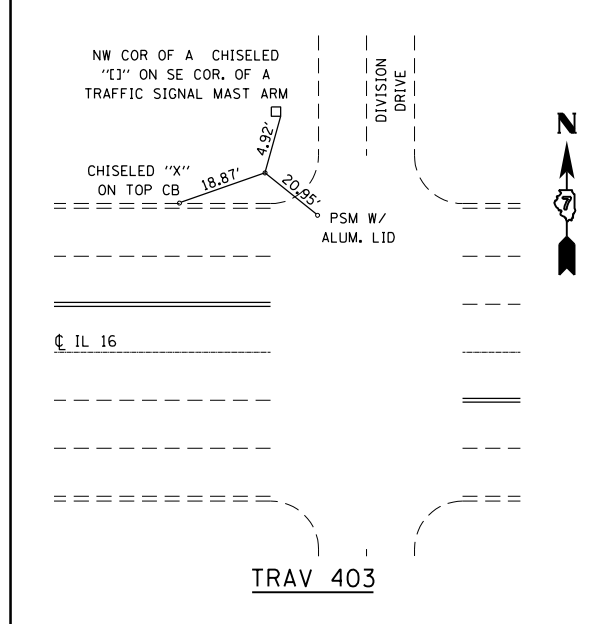 NW COR OF A CHISELED
"[]" ON SE COR. OF A
TRAFFIC SIGNAL MAST ARM
DIVISION
DRIVE
N
4.92'
CHISELED "X"
ON TOP CB
18.87'
20.95'
7
PSM W/
ALUM. LID
℄ IL 16
TRAV 403